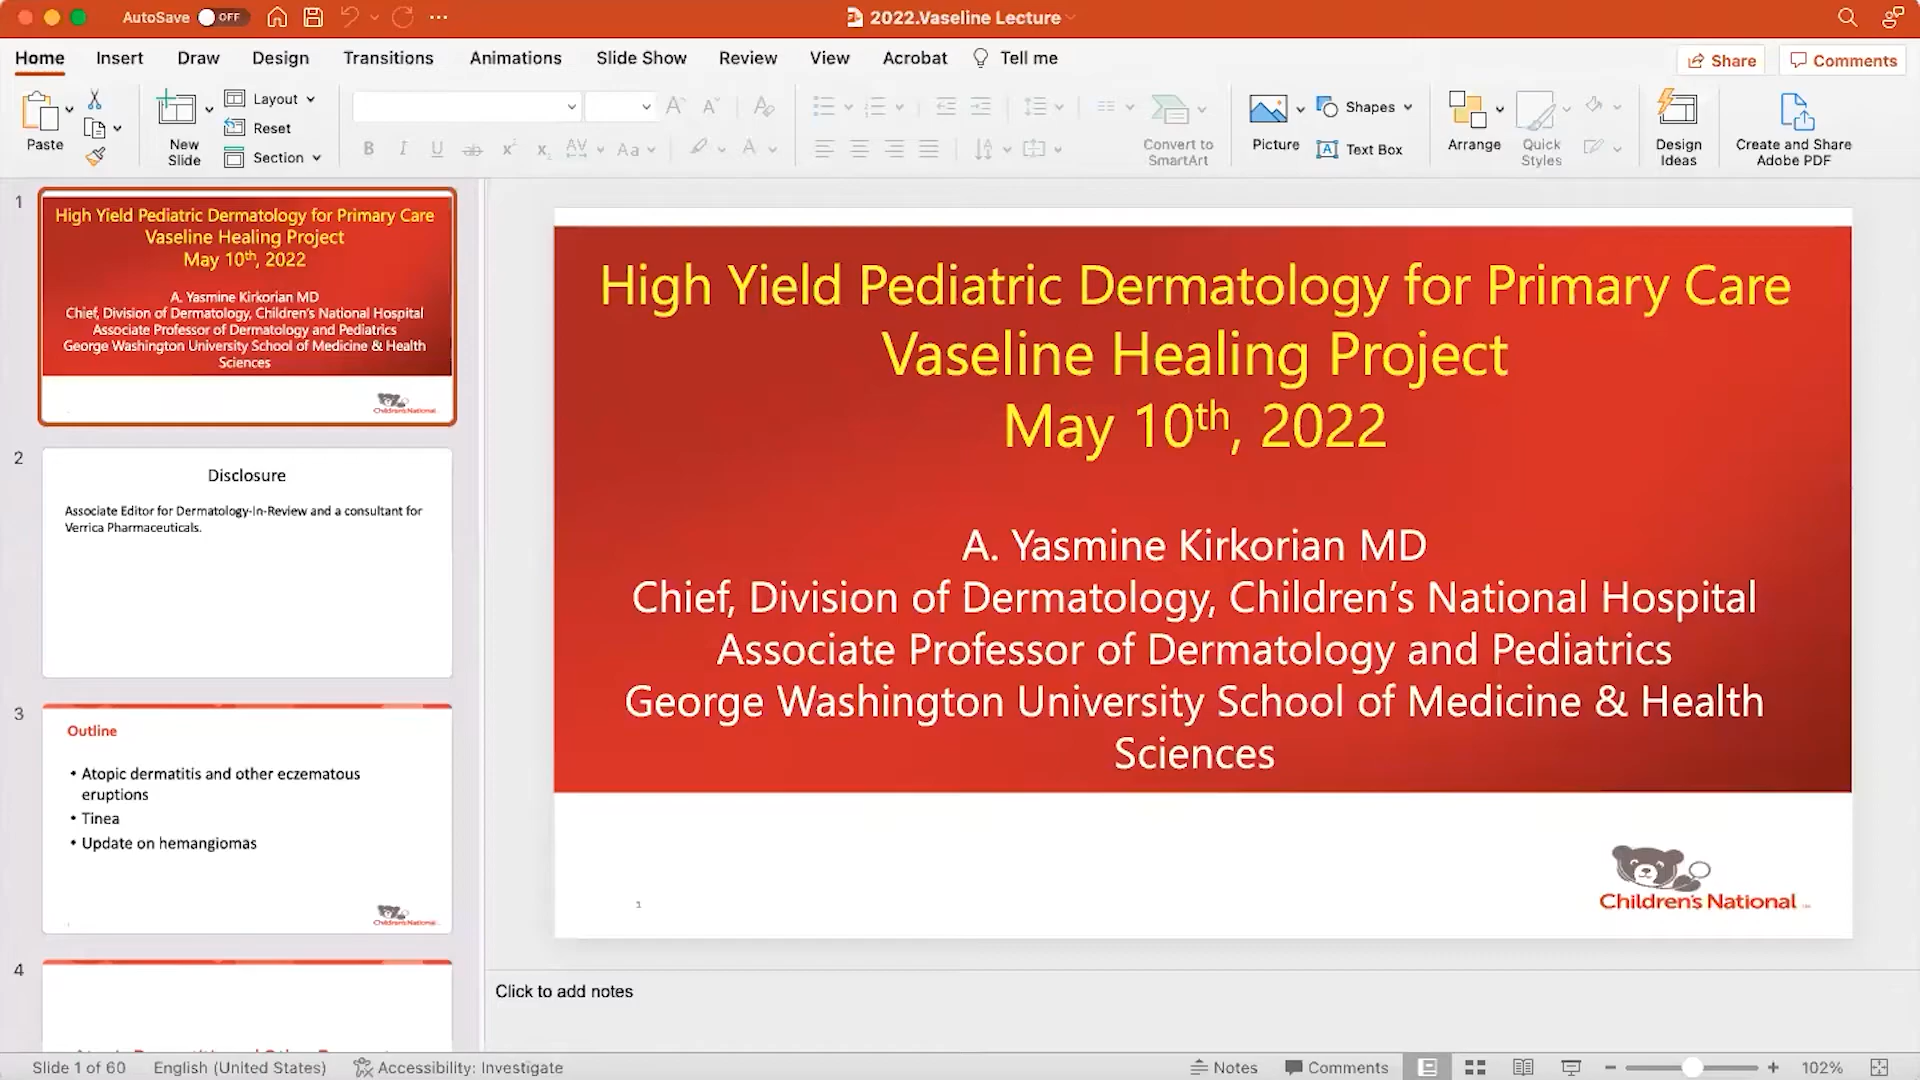 AutoSave OFF
2022.Vaseline Lecture
Home Insert Draw Design Transitions Animations Slide Show Review View Acrobat Tell me
Share Comments
Paste
New Slide
Layout
Reset
Section
B I U ab x² x₂ AV Aa A
Convert to SmartArt
Picture
Shapes
Text Box
Arrange
Quick Styles
Design Ideas
Create and Share Adobe PDF
1
High Yield Pediatric Dermatology for Primary Care
Vaseline Healing Project
May 10th, 2022
A. Yasmine Kirkorian MD
Chief, Division of Dermatology, Children's National Hospital
Associate Professor of Dermatology and Pediatrics
George Washington University School of Medicine & Health
Sciences
Children's National
2
Disclosure
Associate Editor for Dermatology-In-Review and a consultant for
Verrica Pharmaceuticals.
3
Outline
• Atopic dermatitis and other eczematous
eruptions
• Tinea
• Update on hemangiomas
Children's National
4
High Yield Pediatric Dermatology for Primary Care
Vaseline Healing Project
May 10th, 2022
A. Yasmine Kirkorian MD
Chief, Division of Dermatology, Children's National Hospital
Associate Professor of Dermatology and Pediatrics
George Washington University School of Medicine & Health
Sciences
1
Children's National
Click to add notes
Slide 1 of 60 English (United States) Accessibility: Investigate Notes Comments 102%